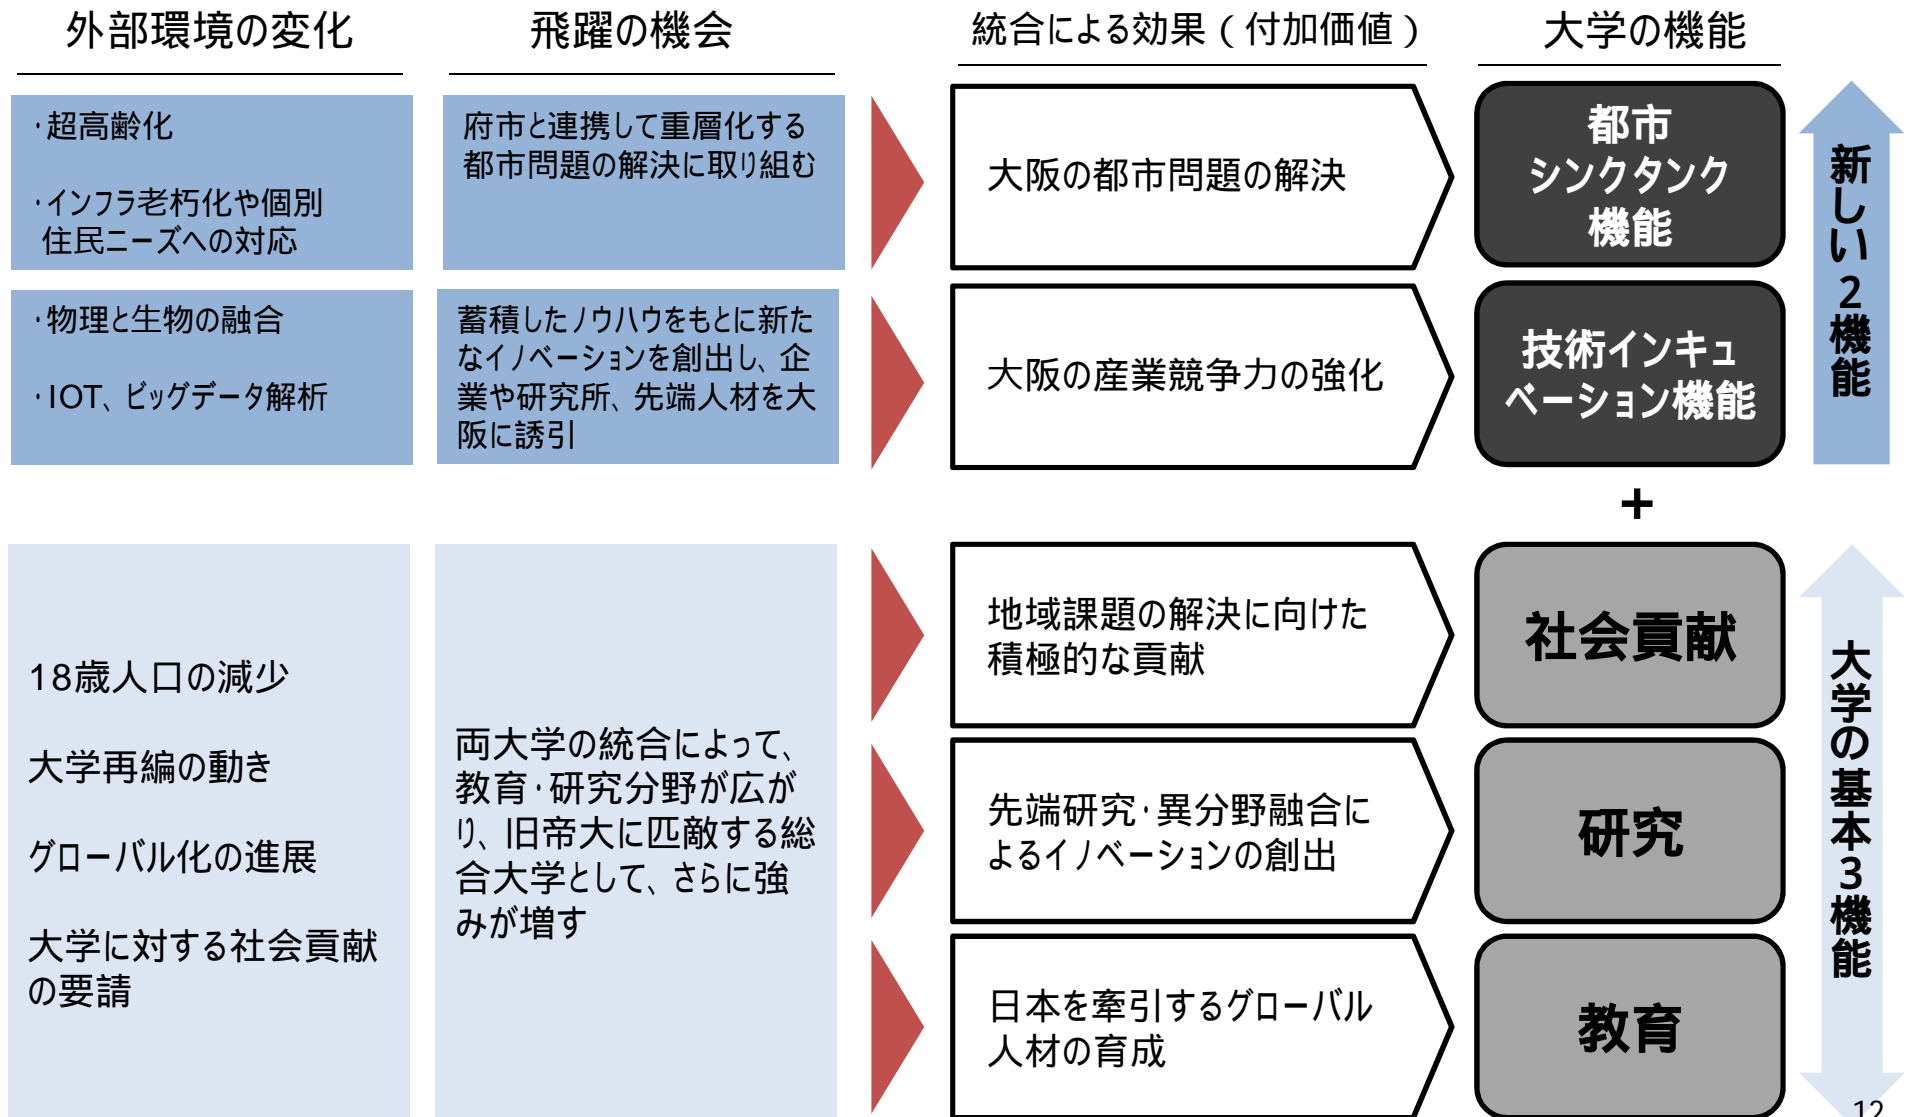 外部環境の変化
飛躍の機会
統合による効果(付加価値)
大学の機能
・超高齢化
・インフラ老朽化や個別
住民ニーズへの対応
府市と連携して重層化する
都市問題の解決に取り組む
大阪の都市問題の解決
都市
シンクタンク
機能
・物理と生物の融合
・IOT、ビッグデータ解析
蓄積したノウハウをもとに新た
なイノベーションを創出し、企
業や研究所、先端人材を大
阪に誘引
大阪の産業競争力の強化
技術インキュ
ベーション機能
新しい2機能
+
18歳人口の減少
大学再編の動き
グローバル化の進展
大学に対する社会貢献
の要請
両大学の統合によって、
教育・研究分野が広が
り、旧帝大に匹敵する総
合大学として、さらに強
みが増す
地域課題の解決に向けた
積極的な貢献
社会貢献
先端研究・異分野融合に
よるイノベーションの創出
研究
日本を牽引するグローバル
人材の育成
教育
大学の基本3機能
12